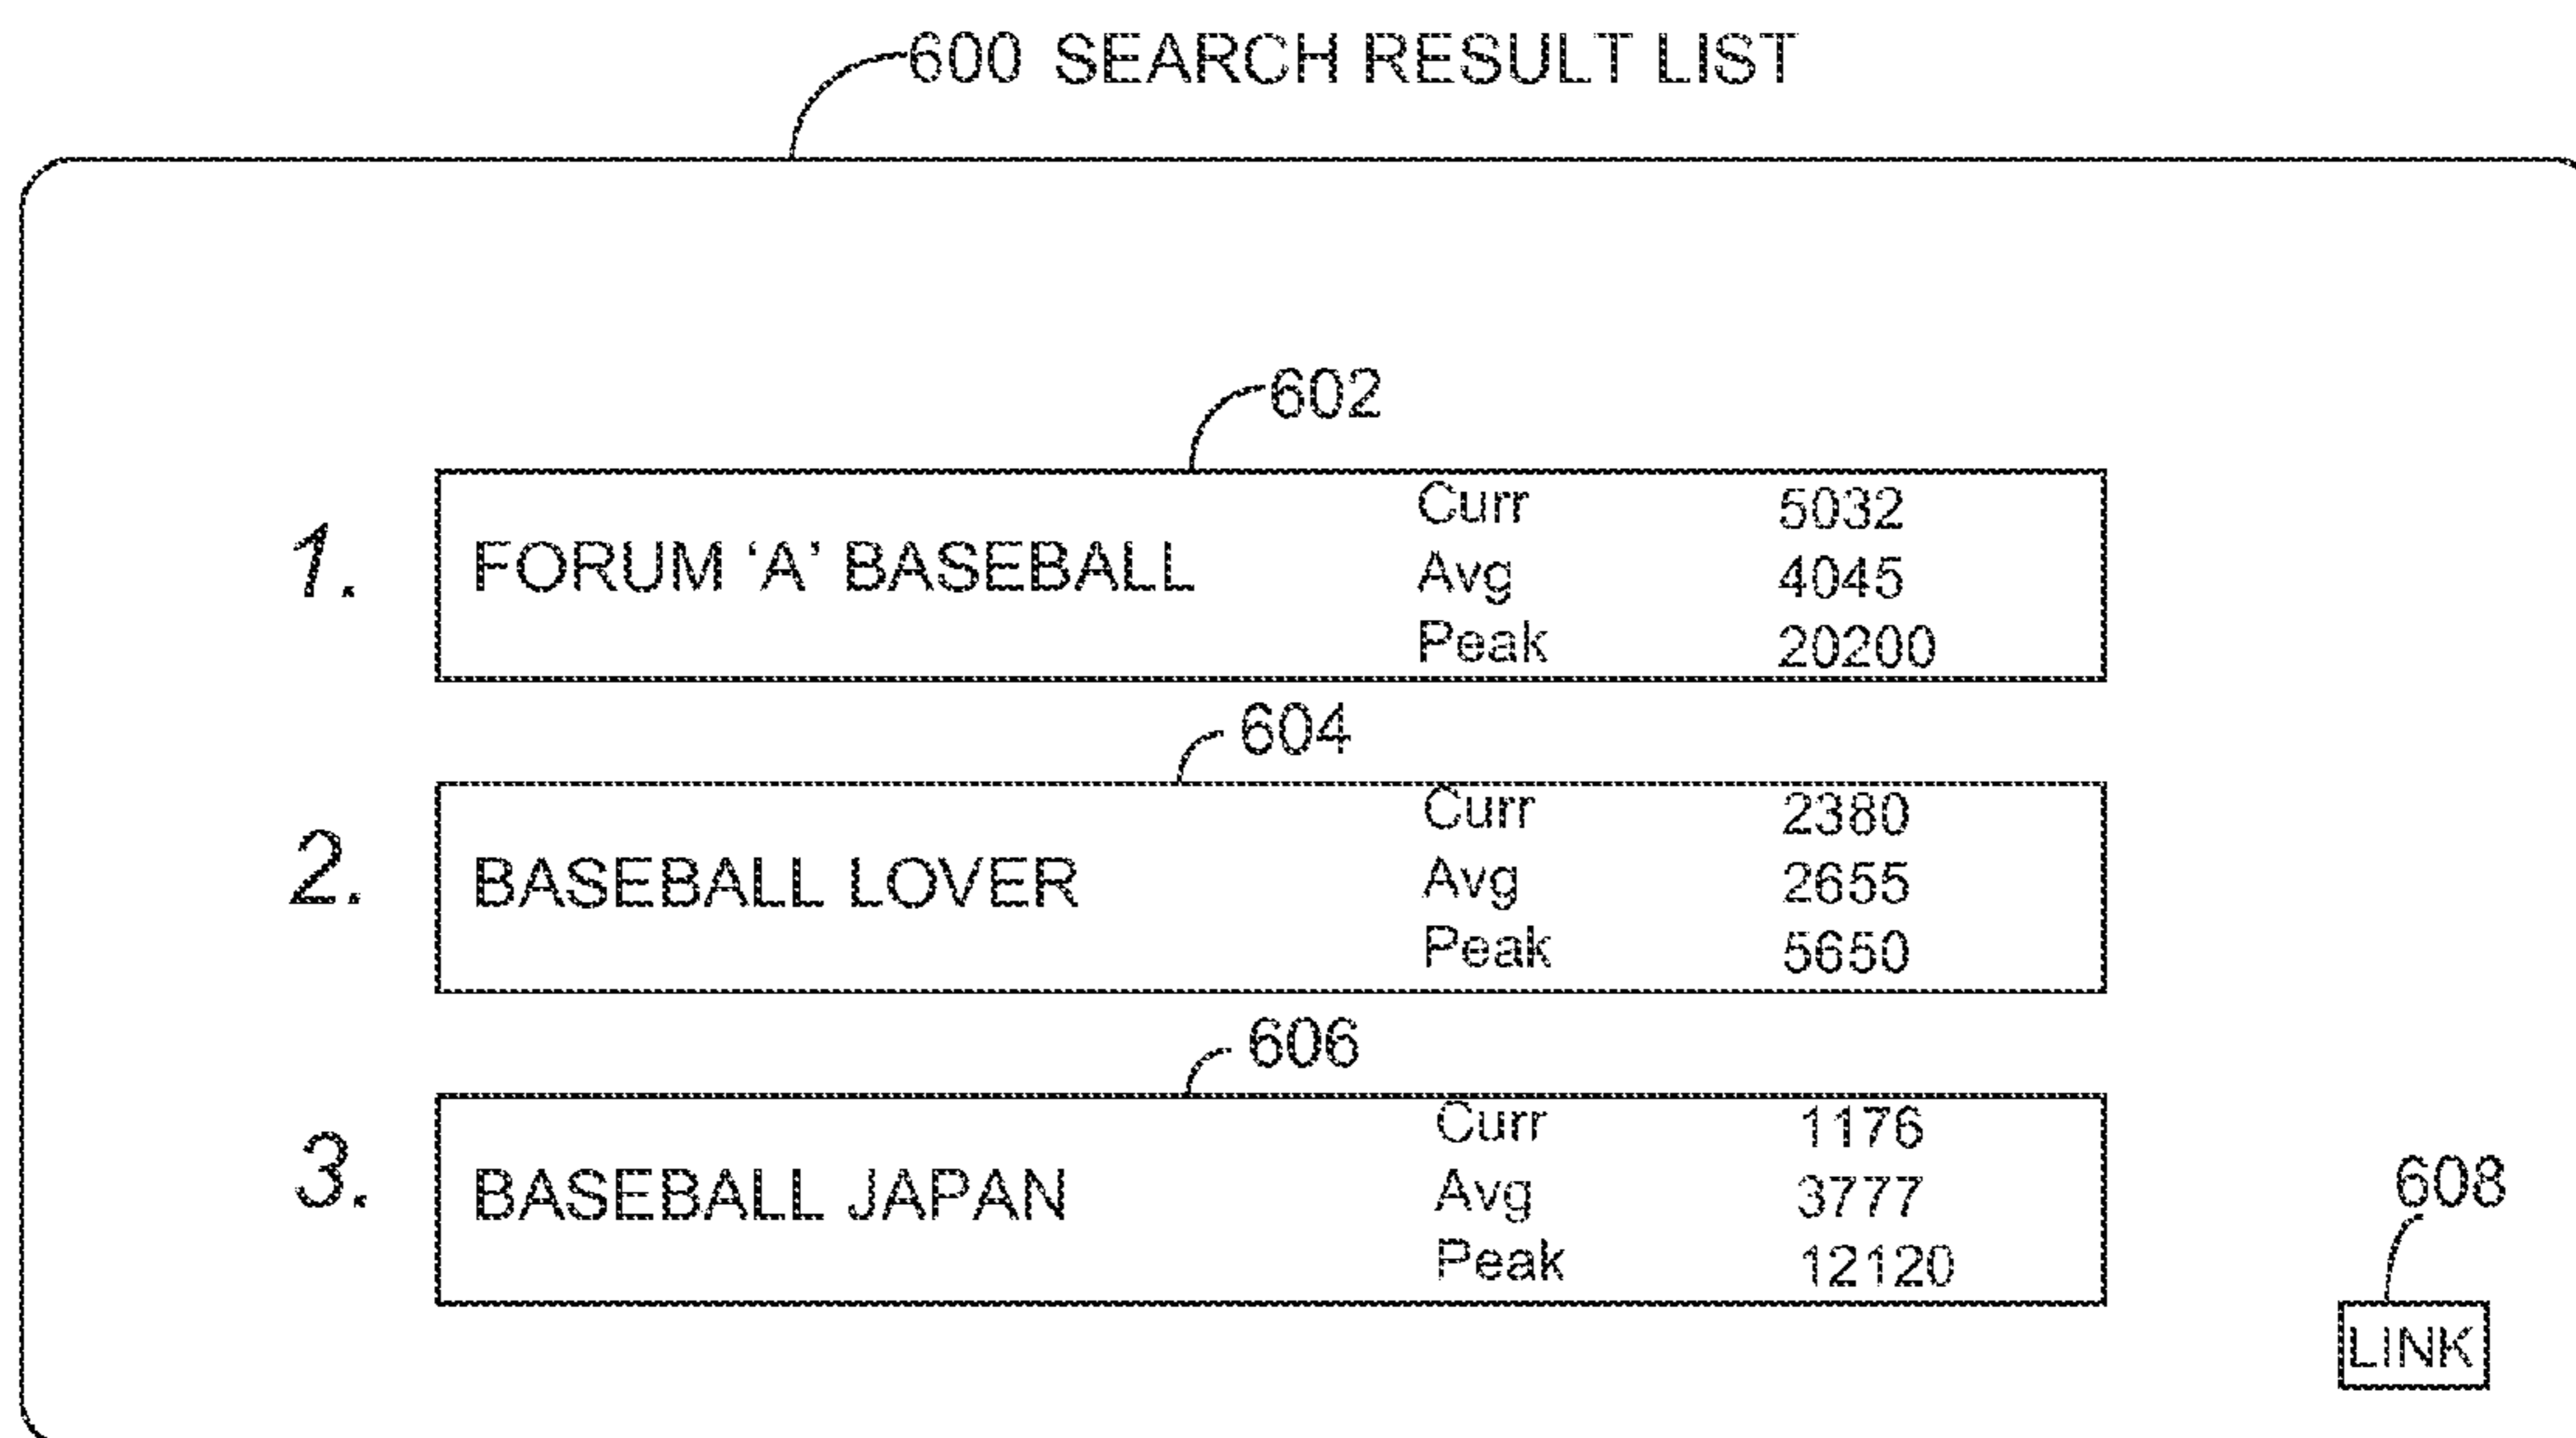 600 SEARCH RESULT LIST
602
1.
FORUM ‘A’ BASEBALL
Curr 5032
Avg 4045
Peak 20200
604
2.
BASEBALL LOVER
Curr 2380
Avg 2655
Peak 5650
606
3.
BASEBALL JAPAN
Curr 1176
Avg 3777
Peak 12120
608
LINK